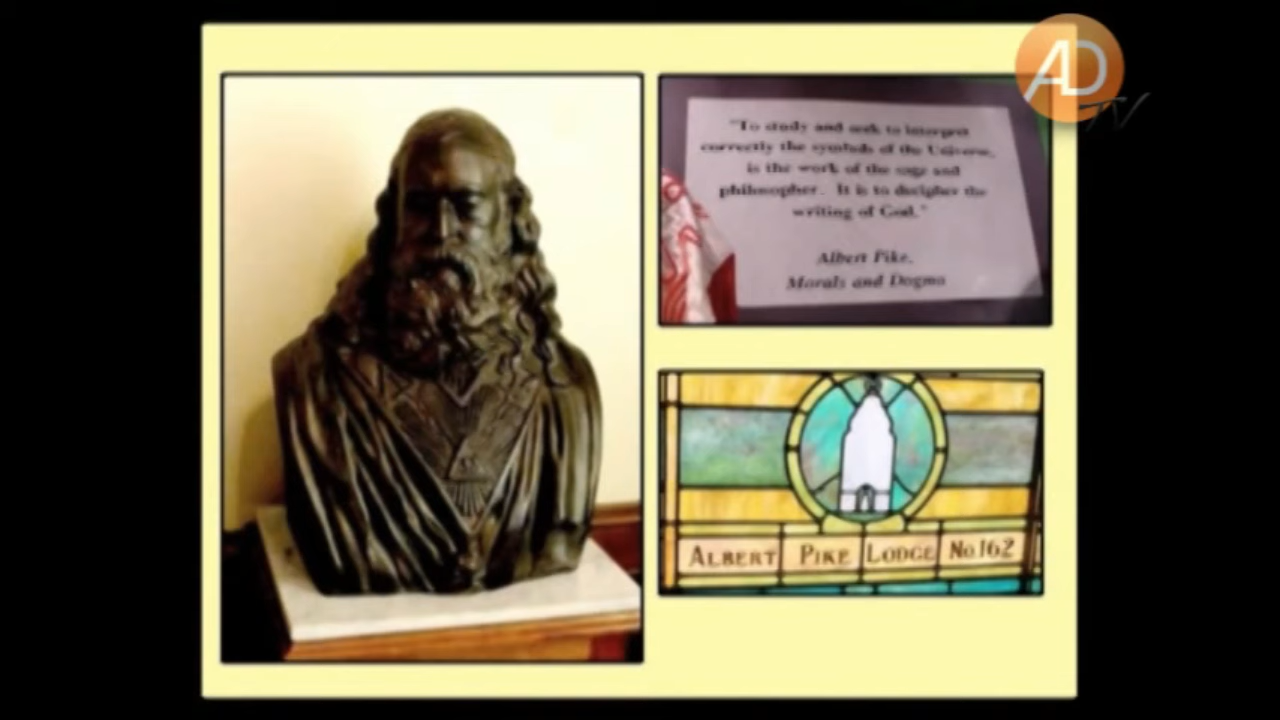 AD
TV
"To study and seek to interpret
correctly the symbols of the Universe,
is the work of the sage and
philosopher. It is to decipher the
writing of God."
Albert Pike,
Morals and Dogma
ALBERT PIKE LODGE No.162